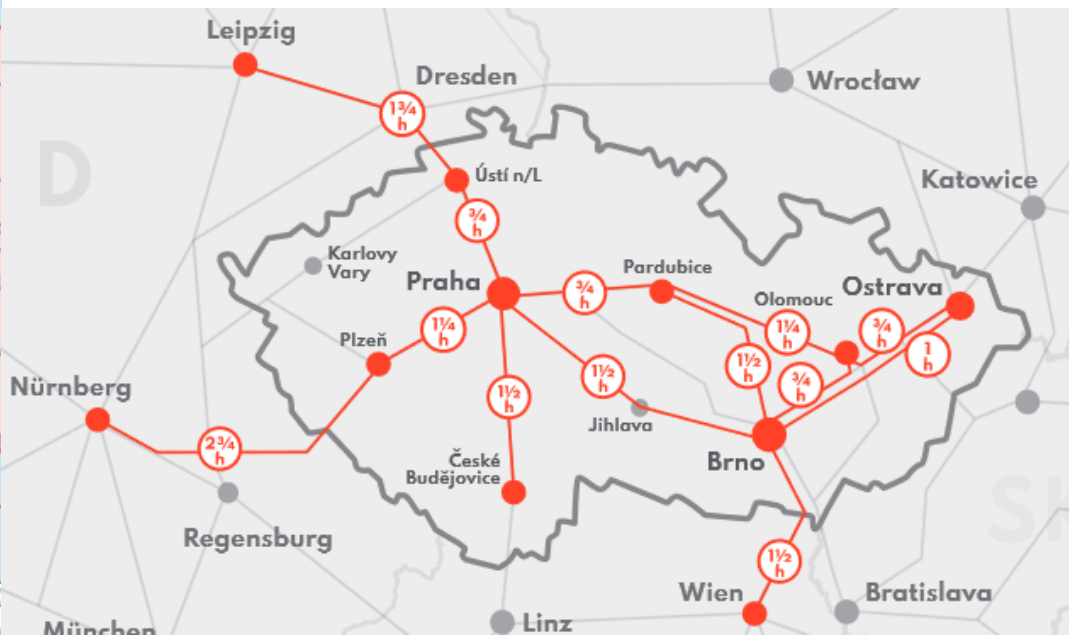 Leipzig
Dresden
Wrocław
1¾
h
D
Ústí n/L
Katowice
¾
h
Karlovy
Vary
Praha
Pardubice
Ostrava
¾
h
Olomouc
1¼
h
Plzeň
1¼
h
¾
h
1
h
1½
h
1½
h
¾
h
Nürnberg
1½
h
Jihlava
2¾
h
Brno
České
Budějovice
Regensburg
SK
1½
h
Wien
Bratislava
Linz
München